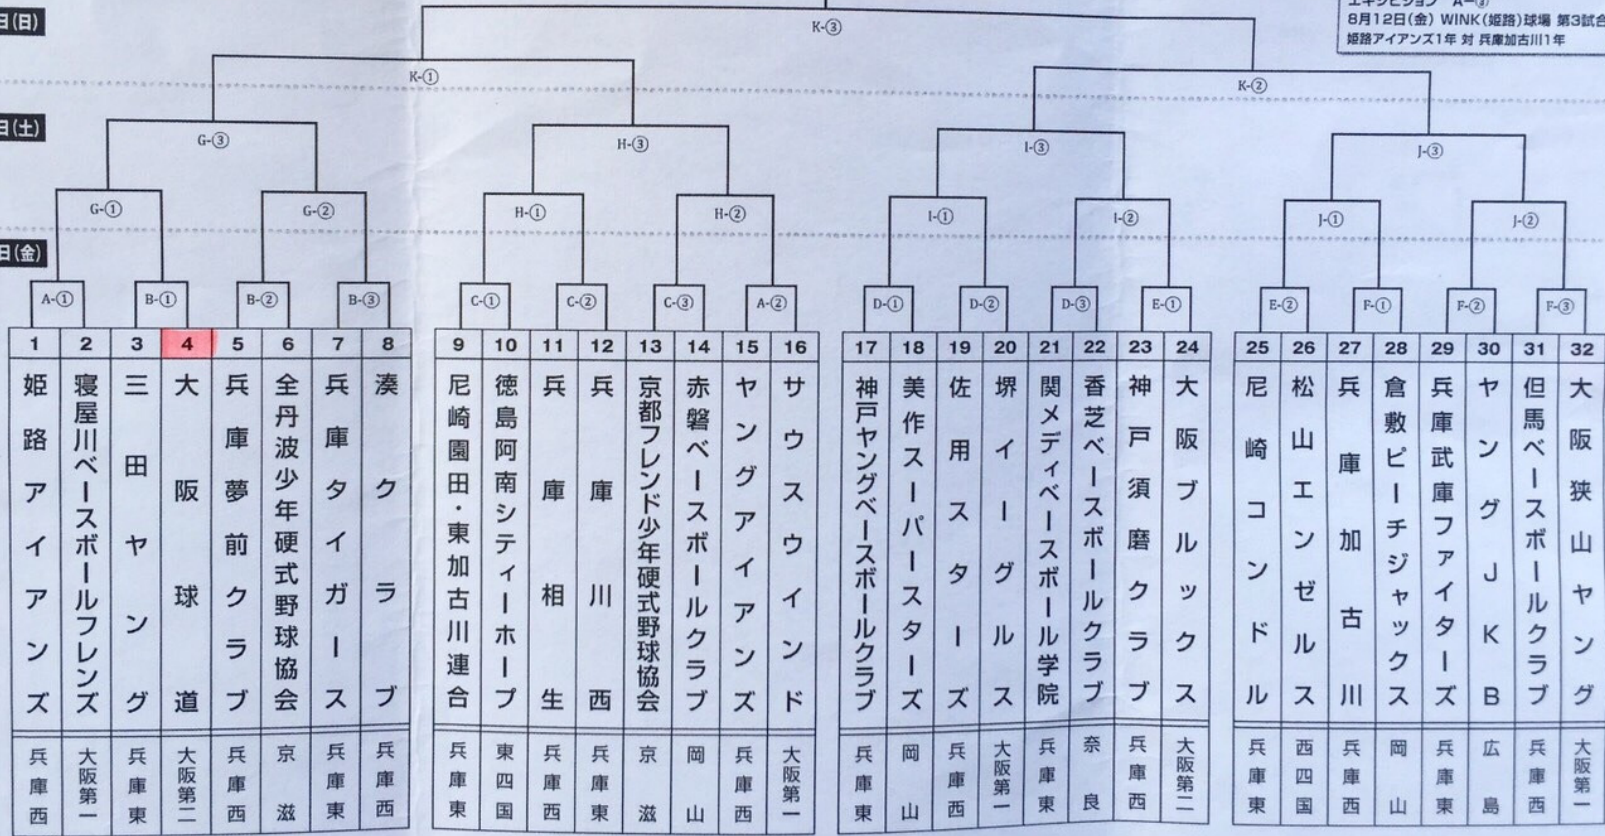 日(日)
エキシビション A-③
8月12日(金) WINK(姫路)球場 第3試合
姫路アイアンズ1年 対 兵庫加古川1年
K-③
K-①
K-②
日(土)
G-③
H-③
I-③
J-③
G-①
G-②
H-①
H-②
I-①
I-②
J-①
J-②
日(金)
A-①
B-①
B-②
B-③
C-①
C-②
C-③
A-②
D-①
D-②
D-③
E-①
E-②
F-①
F-②
F-③
1 姫路アイアンズ 兵庫西
2 寝屋川ベースボールフレンズ 大阪第一
3 三田ヤング 兵庫東
4 大阪球道 大阪第二
5 兵庫夢前クラブ 兵庫西
6 全丹波少年硬式野球協会 京滋
7 兵庫タイガース 兵庫東
8 湊クラブ 兵庫西
9 尼崎園田・東加古川連合 兵庫東
10 徳島阿南シティーホープ 東四国
11 兵庫相生 兵庫西
12 兵庫川西 兵庫東
13 京都フレンド少年硬式野球協会 京滋
14 赤磐ベースボールクラブ 岡山
15 ヤングアイアンズ 兵庫西
16 サウスウインド 大阪第一
17 神戸ヤングベースボールクラブ 兵庫東
18 美作スーパースターズ 岡山
19 佐用スターズ 兵庫西
20 堺イーグルス 大阪第一
21 関メディベースボール学院 兵庫東
22 香芝ベースボールクラブ 奈良
23 神戸須磨クラブ 兵庫西
24 大阪ブルックス 大阪第二
25 尼崎コンドル 兵庫東
26 松山エンゼルス 西四国
27 兵庫加古川 兵庫西
28 倉敷ピーチジャックス 岡山
29 兵庫武庫ファイターズ 兵庫東
30 ヤングJKB 広島
31 但馬ベースボールクラブ 兵庫西
32 大阪狭山ヤング 大阪第一